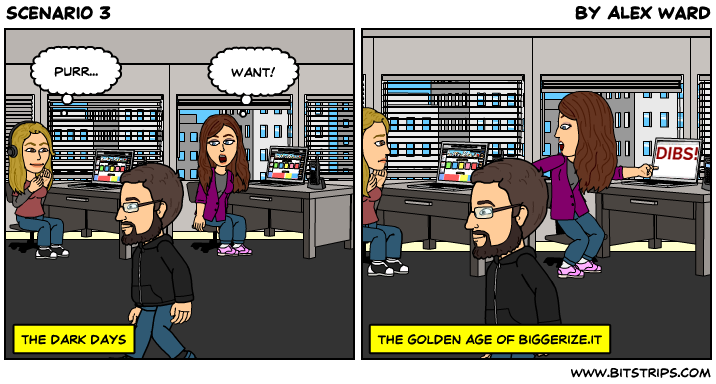 SCENARIO 3
BY ALEX WARD
PURR...
WANT!
THE DARK DAYS
DIBS!
THE GOLDEN AGE OF BIGGERIZE.IT
WWW.BITSTRIPS.COM